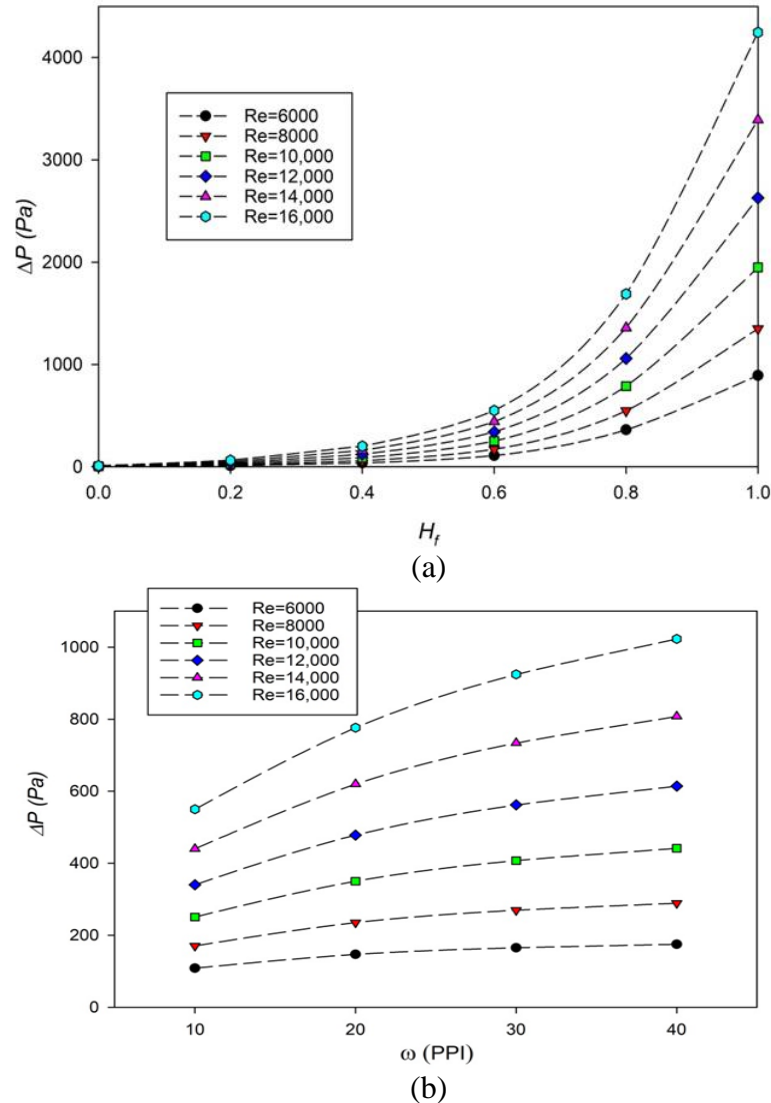 4000
3000
2000
1000
0
ΔP (Pa)
Re=6000
Re=8000
Re=10,000
Re=12,000
Re=14,000
Re=16,000
0.0 0.2 0.4 0.6 0.8 1.0
H_f
(a)
Re=6000
Re=8000
Re=10,000
Re=12,000
Re=14,000
Re=16,000
1000
800
600
400
200
0
ΔP (Pa)
10 20 30 40
ω (PPI)
(b)